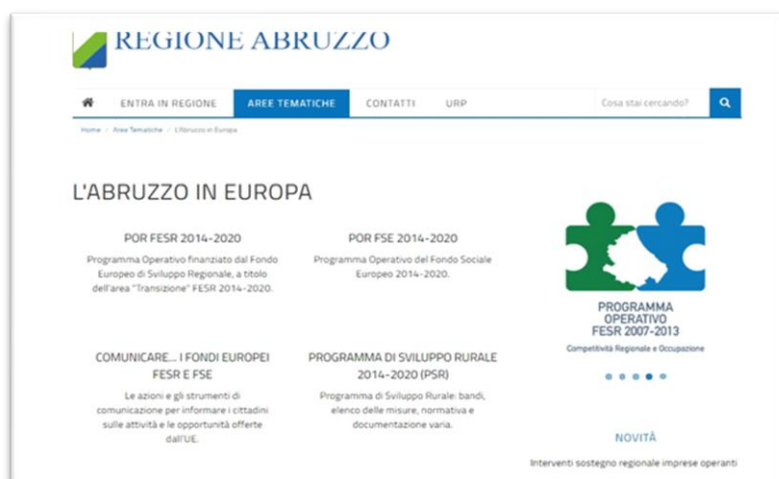 REGIONE ABRUZZO
ENTRA IN REGIONE AREE TEMATICHE CONTATTI URP Cosa stai cercando?
Home / Aree Tematiche / L'Abruzzo in Europa
L'ABRUZZO IN EUROPA
POR FESR 2014-2020
Programma Operativo finanziato dal Fondo
Europeo di Sviluppo Regionale, a titolo
dell'area "Transizione" FESR 2014-2020.
POR FSE 2014-2020
Programma Operativo del Fondo Sociale
Europeo 2014-2020.
COMUNICARE... I FONDI EUROPEI
FESR E FSE
Le azioni e gli strumenti di
comunicazione per informare i cittadini
sulle attività e le opportunità offerte
dall'UE.
PROGRAMMA DI SVILUPPO RURALE
2014-2020 (PSR)
Programma di Sviluppo Rurale: bandi,
elenco delle misure, normativa e
documentazione varia.
PROGRAMMA
OPERATIVO
FESR 2007-2013
Competitività Regionale e Occupazione
NOVITÀ
Interventi sostegno regionale imprese operanti